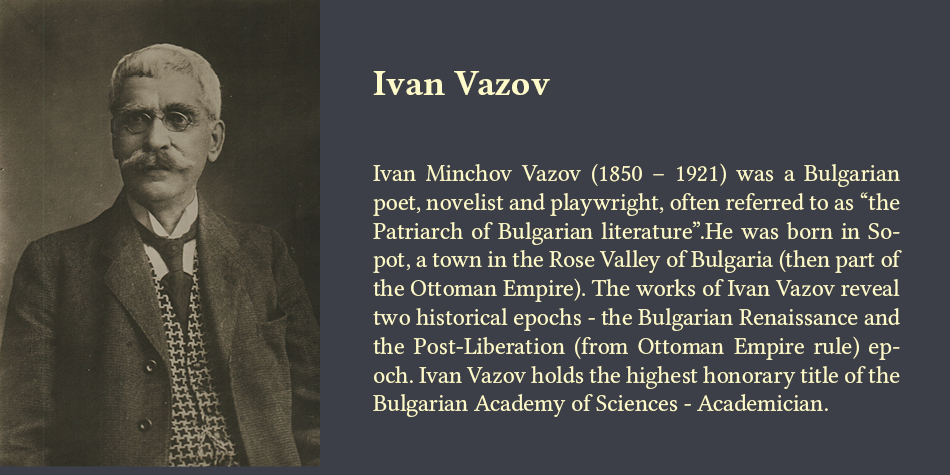 Ivan Vazov
Ivan Minchov Vazov (1850 – 1921) was a Bulgarian
poet, novelist and playwright, often referred to as “the
Patriarch of Bulgarian literature”.He was born in So-
pot, a town in the Rose Valley of Bulgaria (then part of
the Ottoman Empire). The works of Ivan Vazov reveal
two historical epochs - the Bulgarian Renaissance and
the Post-Liberation (from Ottoman Empire rule) ep-
och. Ivan Vazov holds the highest honorary title of the
Bulgarian Academy of Sciences - Academician.